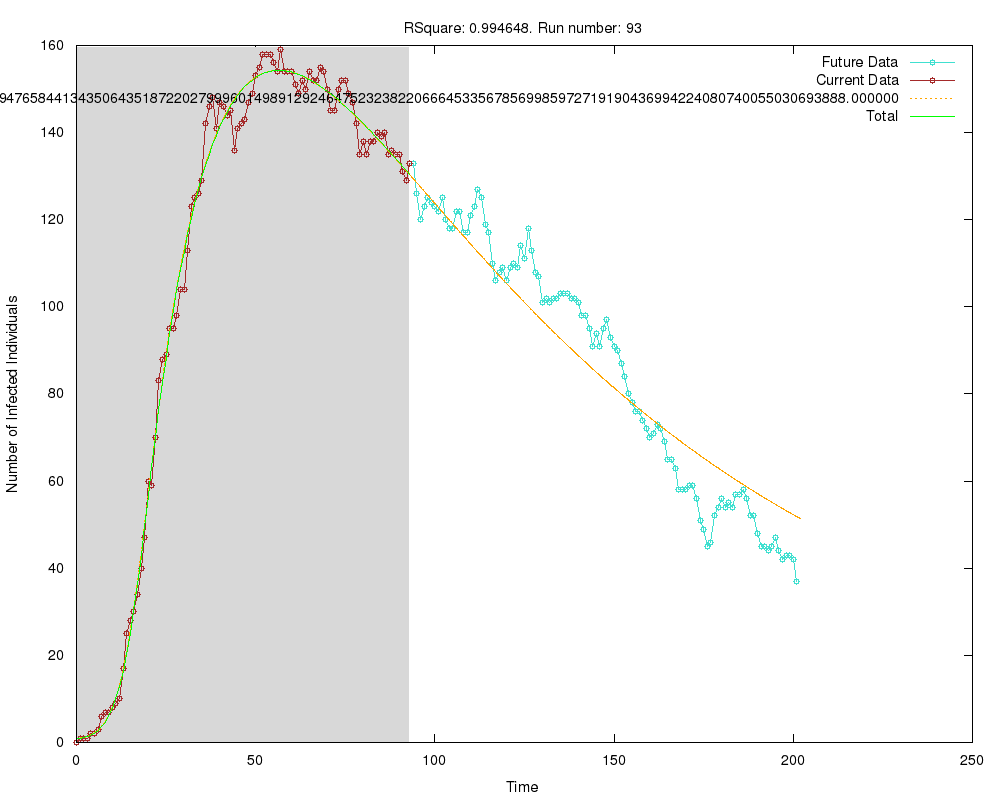 RSquare: 0.994648. Run number: 93
160
140
120
100
80
60
40
20
0
Number of Infected Individuals
Future Data
Current Data
Total
0 50 100 150 200 250
Time